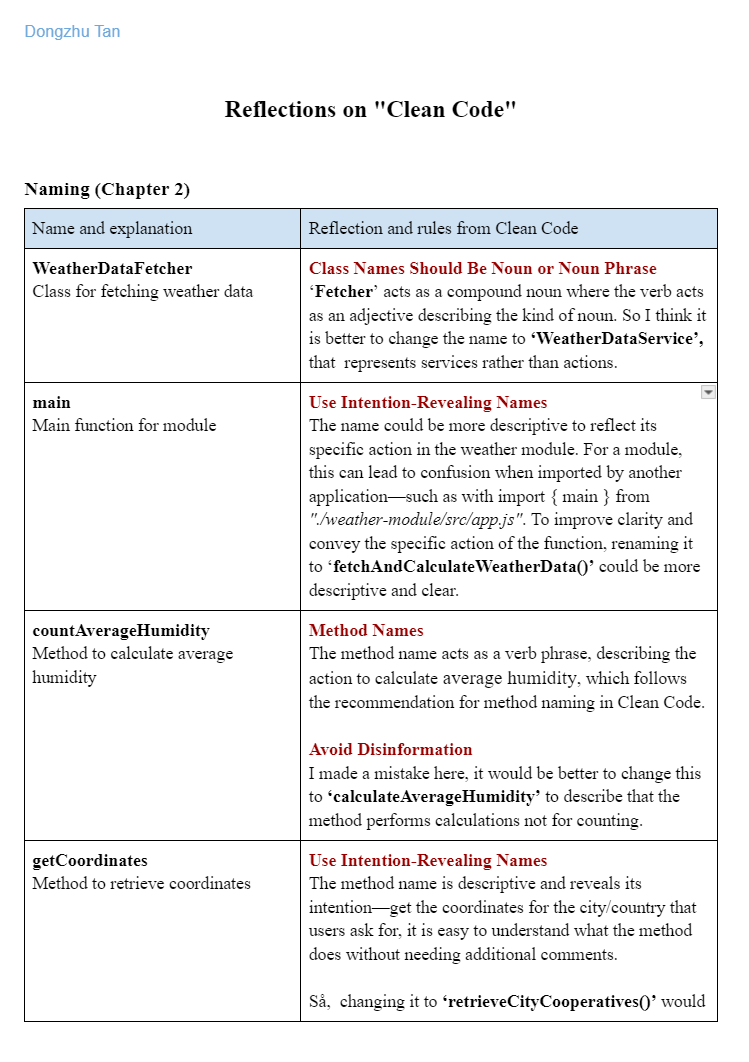 Dongzhu Tan
Reflections on "Clean Code"
Naming (Chapter 2)
Name and explanation
Reflection and rules from Clean Code
WeatherDataFetcher
Class for fetching weather data
Class Names Should Be Noun or Noun Phrase
‘Fetcher’ acts as a compound noun where the verb acts
as an adjective describing the kind of noun. So I think it
is better to change the name to ‘WeatherDataService’,
that  represents services rather than actions.
main
Main function for module
Use Intention-Revealing Names
The name could be more descriptive to reflect its
specific action in the weather module. For a module,
this can lead to confusion when imported by another
application—such as with import { main } from
"./weather-module/src/app.js". To improve clarity and
convey the specific action of the function, renaming it
to ‘fetchAndCalculateWeatherData()’ could be more
descriptive and clear.
countAverageHumidity
Method to calculate average
humidity
Method Names
The method name acts as a verb phrase, describing the
action to calculate average humidity, which follows
the recommendation for method naming in Clean Code.
Avoid Disinformation
I made a mistake here, it would be better to change this
to ‘calculateAverageHumidity’ to describe that the
method performs calculations not for counting.
getCoordinates
Method to retrieve coordinates
Use Intention-Revealing Names
The method name is descriptive and reveals its
intention—get the coordinates for the city/country that
users ask for, it is easy to understand what the method
does without needing additional comments.
Så,  changing it to ‘retrieveCityCooperatives()’ would